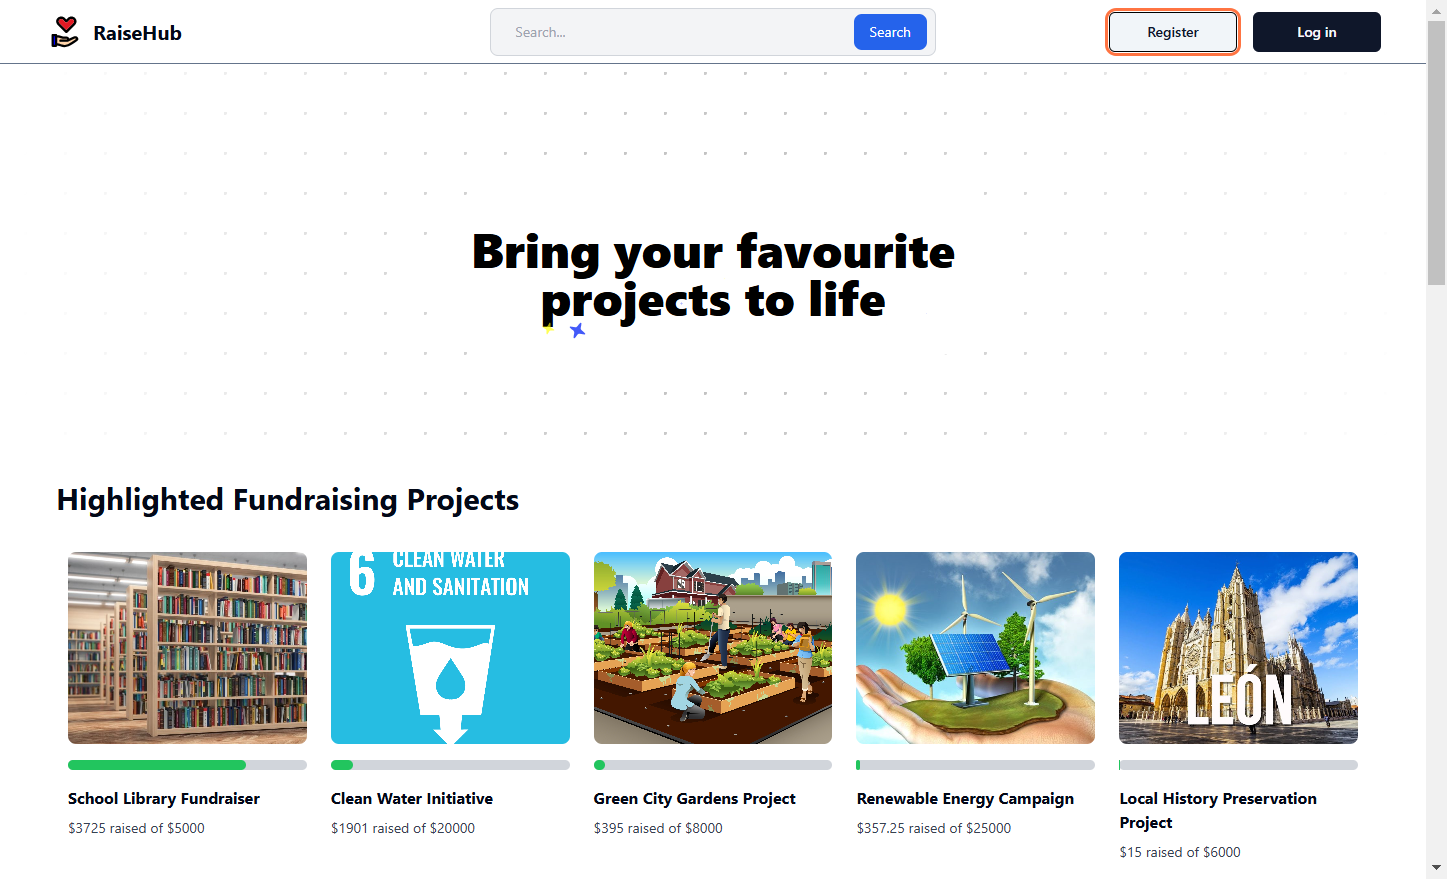 RaiseHub
Search...
Search
Register
Log in
Bring your favourite
projects to life
Highlighted Fundraising Projects
6 CLEAN WATER
AND SANITATION
LEÓN
School Library Fundraiser
$3725 raised of $5000
Clean Water Initiative
$1901 raised of $20000
Green City Gardens Project
$395 raised of $8000
Renewable Energy Campaign
$357.25 raised of $25000
Local History Preservation
Project
$15 raised of $6000